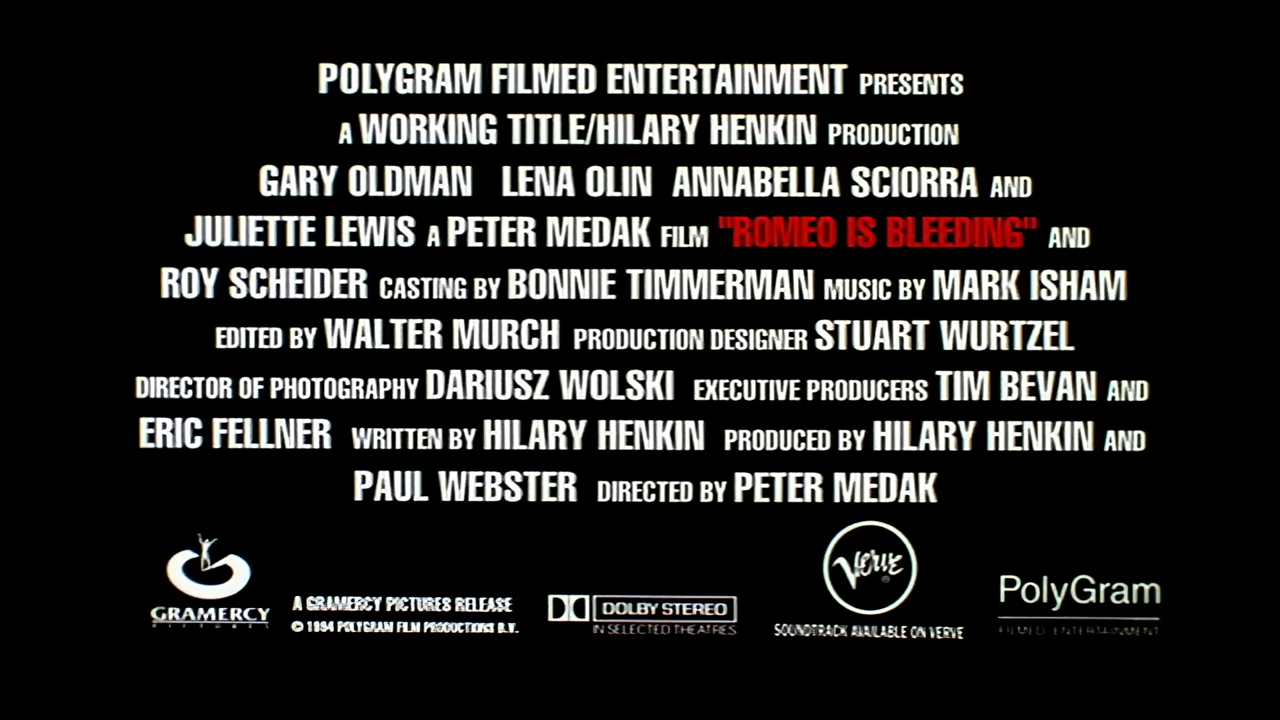 POLYGRAM FILMED ENTERTAINMENT PRESENTS
A WORKING TITLE/HILARY HENKIN PRODUCTION
GARY OLDMAN LENA OLIN ANNABELLA SCIORRA AND
JULIETTE LEWIS A PETER MEDAK FILM "ROMEO IS BLEEDING" AND
ROY SCHEIDER CASTING BY BONNIE TIMMERMAN MUSIC BY MARK ISHAM
EDITED BY WALTER MURCH PRODUCTION DESIGNER STUART WURTZEL
DIRECTOR OF PHOTOGRAPHY DARIUSZ WOLSKI EXECUTIVE PRODUCERS TIM BEVAN AND
ERIC FELLNER WRITTEN BY HILARY HENKIN PRODUCED BY HILARY HENKIN AND
PAUL WEBSTER DIRECTED BY PETER MEDAK
GRAMERCY
PICTURES
A GRAMERCY PICTURES RELEASE
© 1994 POLYGRAM FILM PRODUCTIONS B.V.
DOLBY STEREO
IN SELECTED THEATRES
Verve ®
SOUNDTRACK AVAILABLE ON VERVE
PolyGram
FILMED ENTERTAINMENT